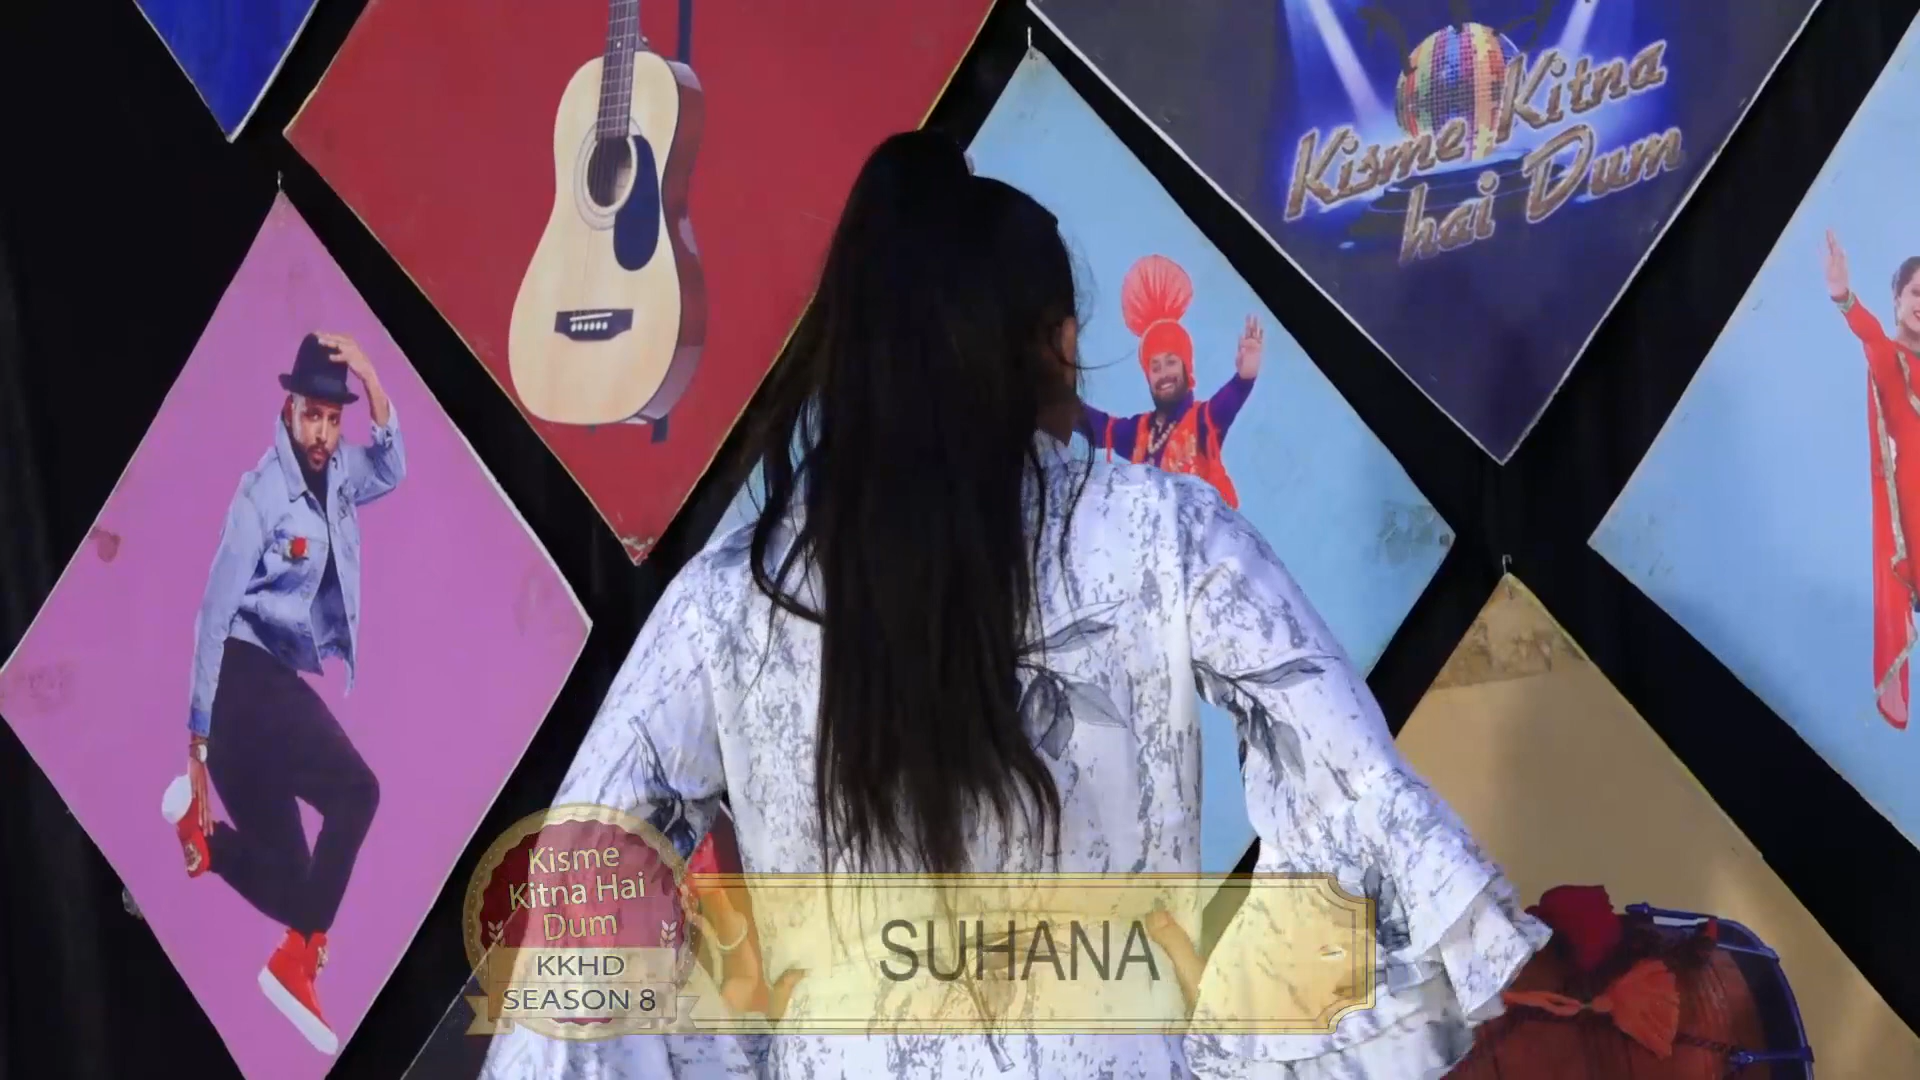 Kisme Kitna
hai Dum
Kisme
Kitna Hai
Dum
KKHD
SEASON 8
SUHANA